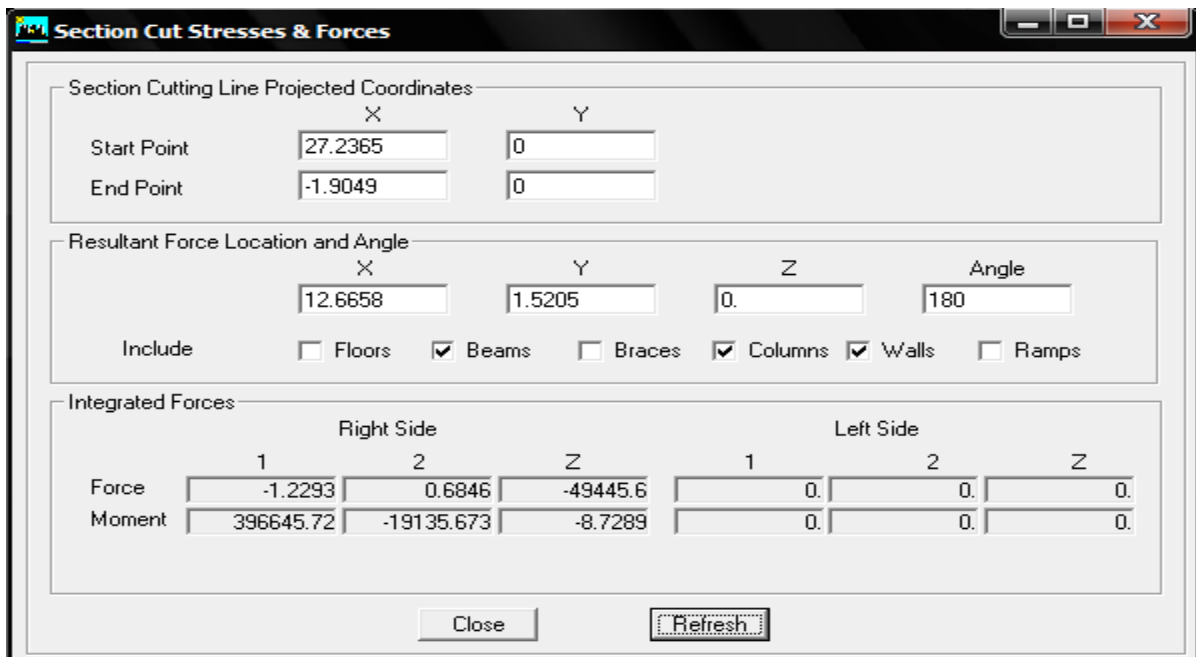 Section Cut Stresses & Forces
Section Cutting Line Projected Coordinates
X Y
Start Point 27.2365 0
End Point -1.9049 0
Resultant Force Location and Angle
X Y Z Angle
12.6658 1.5205 0. 180
Include Floors Beams Braces Columns Walls Ramps
Integrated Forces
Right Side Left Side
1 2 Z 1 2 Z
Force -1.2293 0.6846 -49445.6 0. 0. 0.
Moment 396645.72 -19135.673 -8.7289 0. 0. 0.
Close Refresh